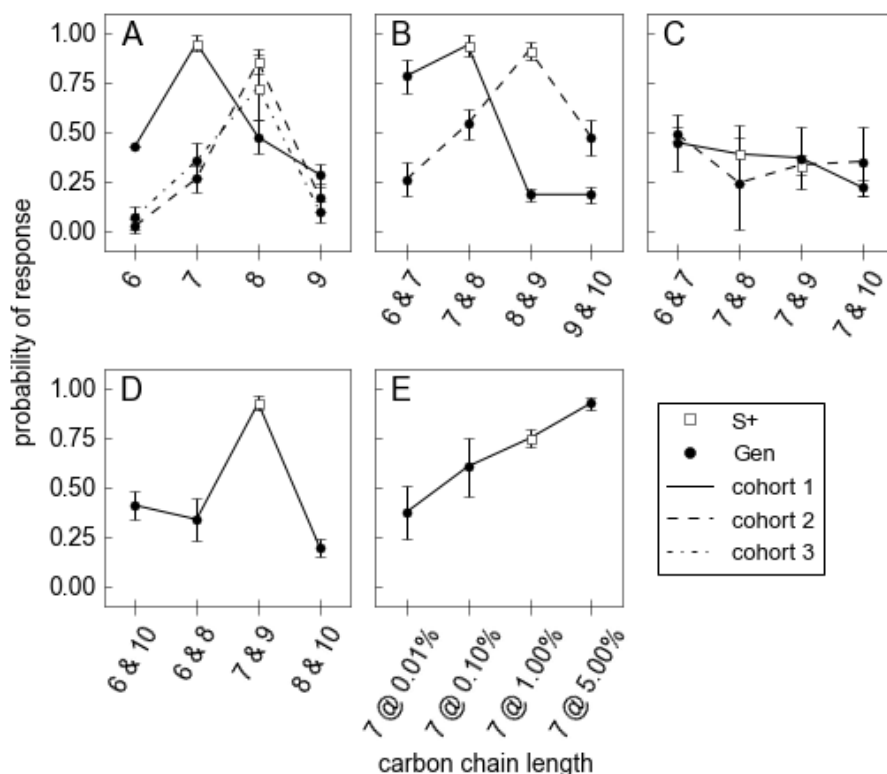 A
B
C
1.00
0.75
0.50
0.25
0.00
6
7
8
9
6 & 7
7 & 8
8 & 9
9 & 10
6 & 7
7 & 8
7 & 9
7 & 10
probability of response
D
E
1.00
0.75
0.50
0.25
0.00
6 & 10
6 & 8
7 & 9
8 & 10
7 @ 0.01%
7 @ 0.10%
7 @ 1.00%
7 @ 5.00%
S+
Gen
cohort 1
cohort 2
cohort 3
carbon chain length